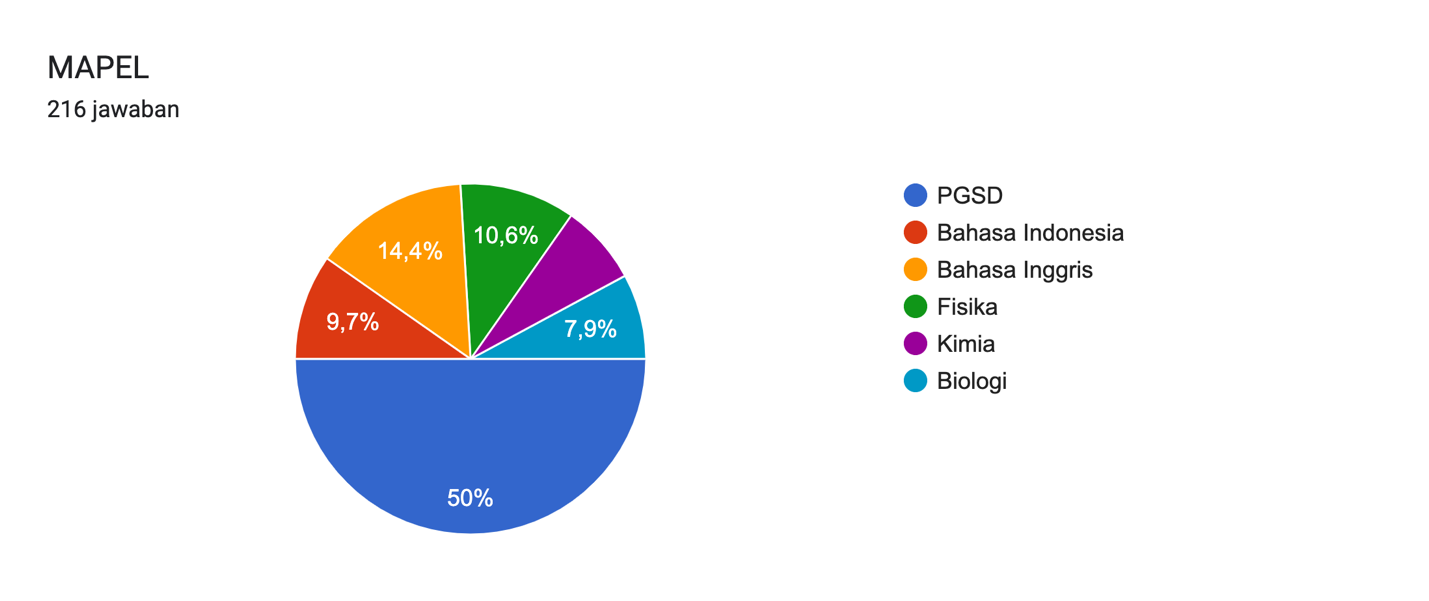 MAPEL
216 jawaban
14,4%
10,6%
9,7%
7,9%
50%
PGSD
Bahasa Indonesia
Bahasa Inggris
Fisika
Kimia
Biologi